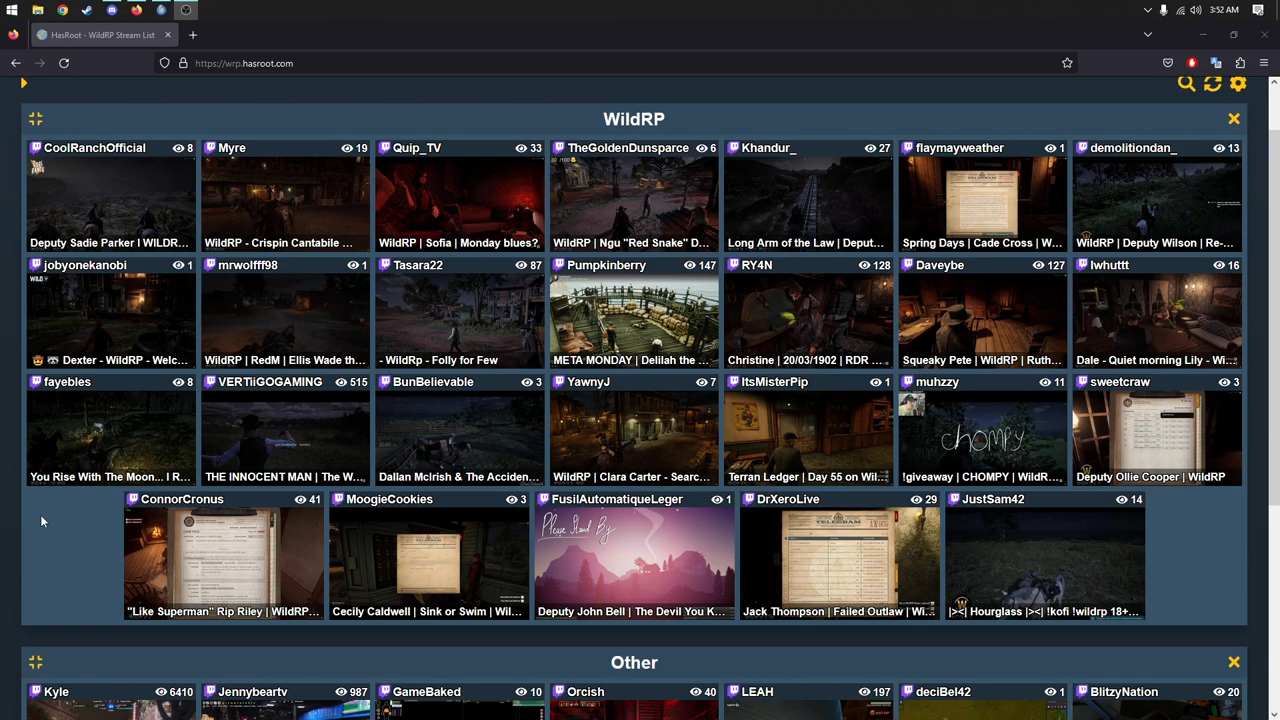 3:52 AM
HasRoot - WildRP Stream List
https://wrp.hasroot.com
WildRP
CoolRanchOfficial 8
Myre 19
Quip_TV 33
TheGoldenDunsparce 6
Khandur_ 27
flaymayweather 1
demolitiondan_ 13
Deputy Sadie Parker | WILDR...
WildRP - Crispin Cantibile ...
WildRP | Sofia | Monday blues?
WildRP | Ngu "Red Snake" D...
Long Arm of the Law | Deput...
Spring Days | Cade Cross | W...
WildRP | Deputy Wilson | Re-...
jobyonekanobi 1
mrwolfff98 1
Tasara22 87
Pumpkinberry 147
RY4N 128
Daveybe 127
lwhuttt 16
🤠 🦝 Dexter - WildRP - Welc...
WildRP | RedM | Ellis Wade th...
- WildRp - Folly for Few
META MONDAY | Delilah the ...
Christine | 20/03/1902 | RDR ...
Squeaky Pete | WildRP | Ruth...
Dale - Quiet morning Lily - Wi...
fayebles 8
VERTiiGOGAMING 515
BunBelievable 3
YawnyJ 7
ItsMisterPip 1
muhzzy 11
sweetcraw 3
chompy
You Rise With The Moon... | R...
THE INNOCENT MAN | The W...
Dallan McIrish & The Acciden...
WildRP | Clara Carter - Searc...
Terran Ledger | Day 55 on Wil...
!giveaway | CHOMPY | WildR...
Deputy Ollie Cooper | WildRP
ConnorCronus 41
MoogieCookies 3
FusilAutomatiqueLeger 1
DrXeroLive 29
JustSam42 14
Please Stand By
TELEGRAM
"Like Superman" Rip Riley | WildRP...
Cecily Caldwell | Sink or Swim | Wil...
Deputy John Bell | The Devil You K...
Jack Thompson | Failed Outlaw | Wi...
|><| Hourglass |><| !kofi !wildrp 18+...
Other
Kyle 6410
Jennybeartv 987
GameBaked 10
Orcish 40
LEAH 197
daniBel42 1
BlitzyNation 20